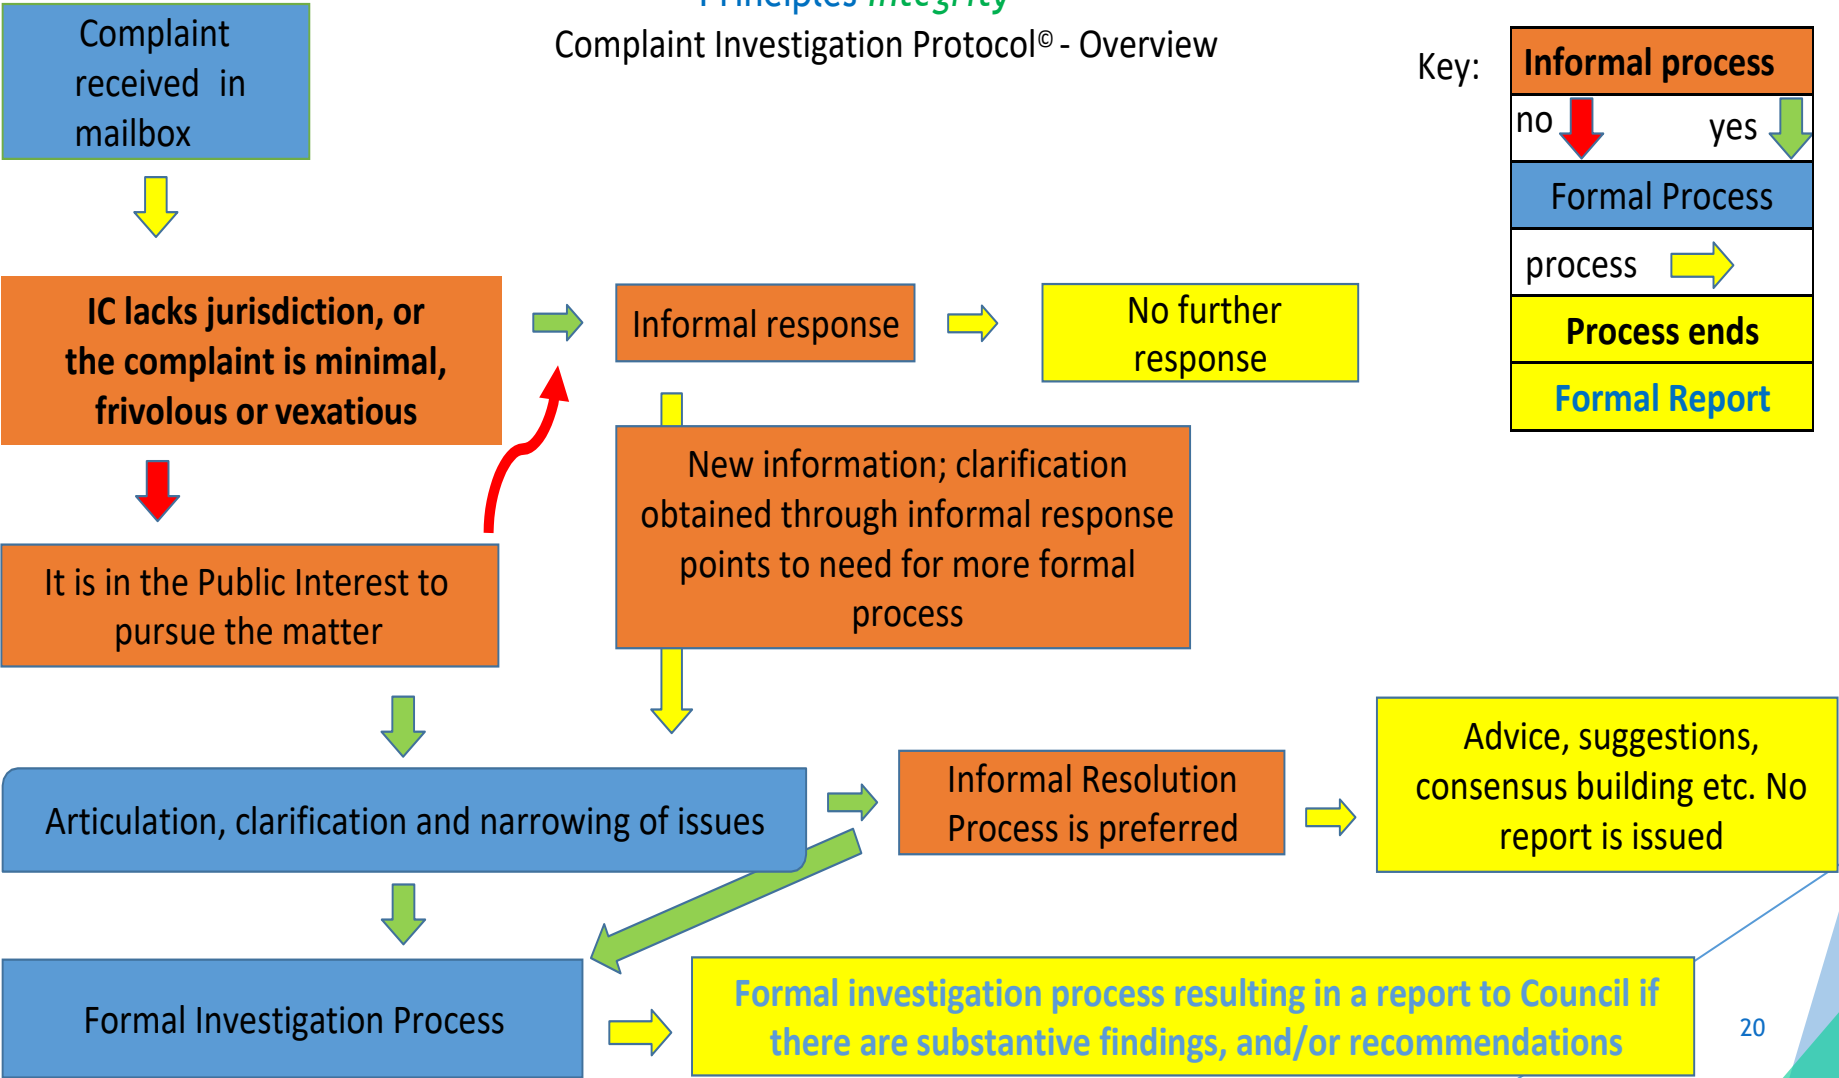 Principles Integrity
Complaint Investigation Protocol© - Overview
Complaint
received in
mailbox
Key:
Informal process
no
yes
Formal Process
process
Process ends
Formal Report
IC lacks jurisdiction, or
the complaint is minimal,
frivolous or vexatious
Informal response
No further
response
New information; clarification
obtained through informal response
points to need for more formal
process
It is in the Public Interest to
pursue the matter
Articulation, clarification and narrowing of issues
Informal Resolution
Process is preferred
Advice, suggestions,
consensus building etc. No
report is issued
Formal Investigation Process
Formal investigation process resulting in a report to Council if
there are substantive findings, and/or recommendations
20